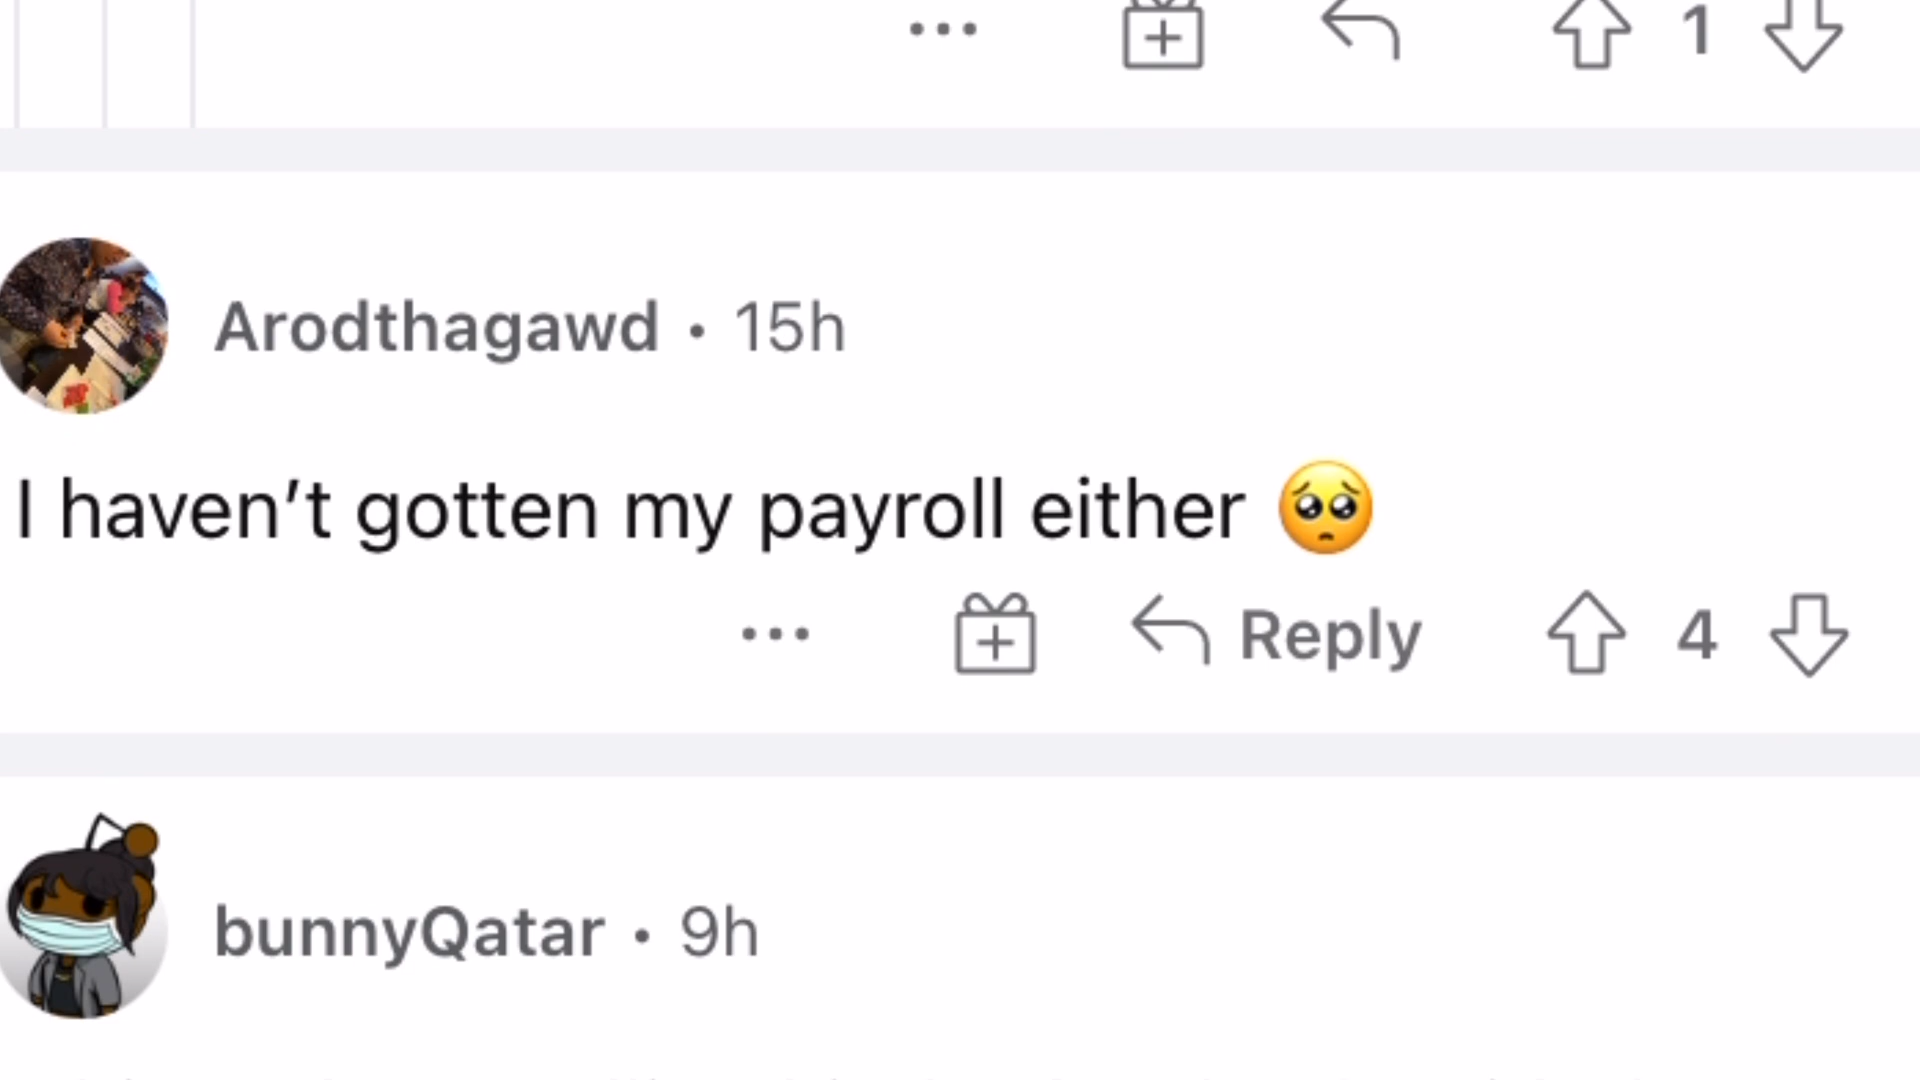 1
Arodthagawd • 15h
I haven’t gotten my payroll either 🥺
Reply 4
bunnyQatar • 9h